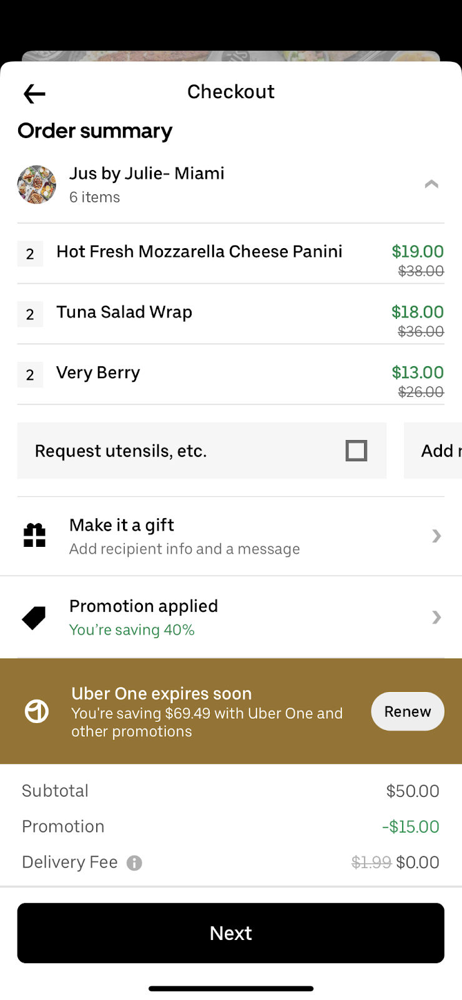 Checkout
Order summary
Jus by Julie- Miami
6 items
2 Hot Fresh Mozzarella Cheese Panini $19.00
$38.00
2 Tuna Salad Wrap $18.00
$36.00
2 Very Berry $13.00
$26.00
Request utensils, etc. Add
Make it a gift
Add recipient info and a message
Promotion applied
You’re saving 40%
Uber One expires soon
You're saving $69.49 with Uber One and
other promotions
Renew
Subtotal $50.00
Promotion -$15.00
Delivery Fee $1.99 $0.00
Next